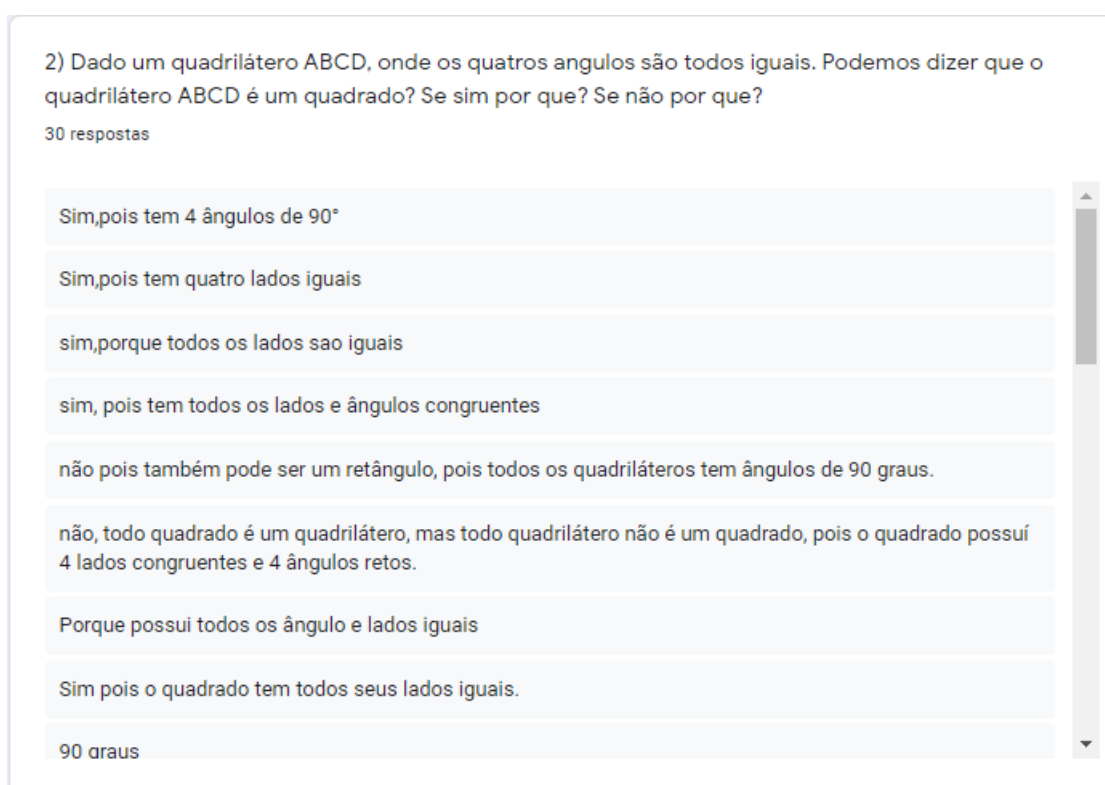 2) Dado um quadrilátero ABCD, onde os quatros angulos são todos iguais. Podemos dizer que o
quadrilátero ABCD é um quadrado? Se sim por que? Se não por que?
30 respostas
Sim,pois tem 4 ângulos de 90°
Sim,pois tem quatro lados iguais
sim,porque todos os lados sao iguais
sim, pois tem todos os lados e ângulos congruentes
não pois também pode ser um retângulo, pois todos os quadriláteros tem ângulos de 90 graus.
não, todo quadrado é um quadrilátero, mas todo quadrilátero não é um quadrado, pois o quadrado possuí
4 lados congruentes e 4 ângulos retos.
Porque possui todos os ângulo e lados iguais
Sim pois o quadrado tem todos seus lados iguais.
90 graus